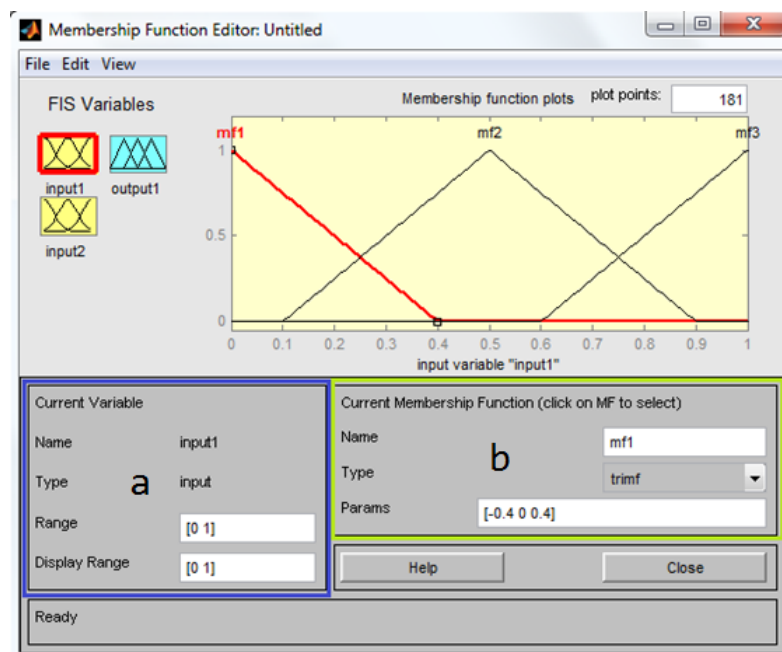 Membership Function Editor: Untitled
File Edit View
FIS Variables
Membership function plots plot points: 181
input1 output1
input2
mf1 mf2 mf3
1
0.5
0
0 0.1 0.2 0.3 0.4 0.5 0.6 0.7 0.8 0.9 1
input variable "input1"
Current Variable
Name input1
Type a input
Range [0 1]
Display Range [0 1]
Current Membership Function (click on MF to select)
Name b mf1
Type trimf
Params [-0.4 0 0.4]
Help Close
Ready